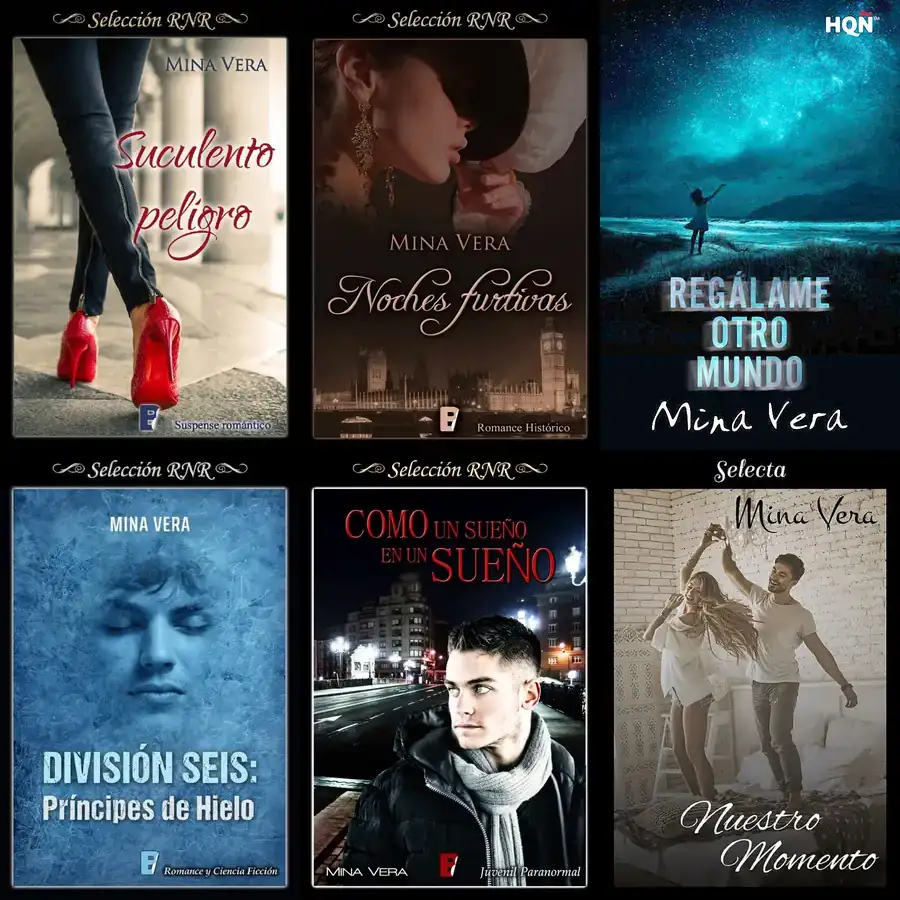 Selección RNR
MINA VERA
Suculento
peligro
Suspense romántico
Selección RNR
MINA VERA
Noches furtivas
Romance Histórico
HQN
REGÁLAME
OTRO
MUNDO
Mina Vera
Selección RNR
MINA VERA
DIVISIÓN SEIS:
Príncipes de Hielo
Romance y Ciencia Ficción
Selección RNR
COMO UN SUEÑO
EN UN SUEÑO
MINA VERA
Juvenil Paranormal
Selecta
Mina Vera
Nuestro
Momento